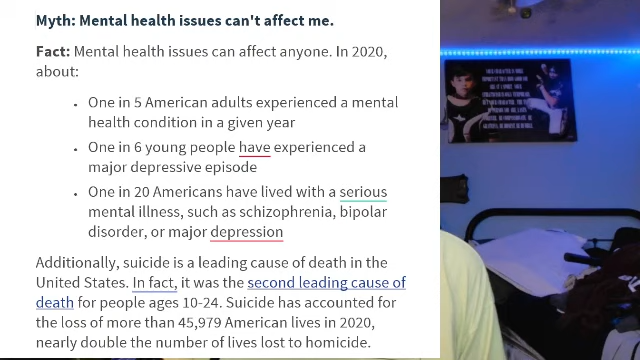 Myth: Mental health issues can't affect me.
Fact: Mental health issues can affect anyone. In 2020,
about:
• One in 5 American adults experienced a mental
health condition in a given year
• One in 6 young people have experienced a
major depressive episode
• One in 20 Americans have lived with a serious
mental illness, such as schizophrenia, bipolar
disorder, or major depression
Additionally, suicide is a leading cause of death in the
United States. In fact, it was the second leading cause of
death for people ages 10-24. Suicide has accounted for
the loss of more than 45,979 American lives in 2020,
nearly double the number of lives lost to homicide.